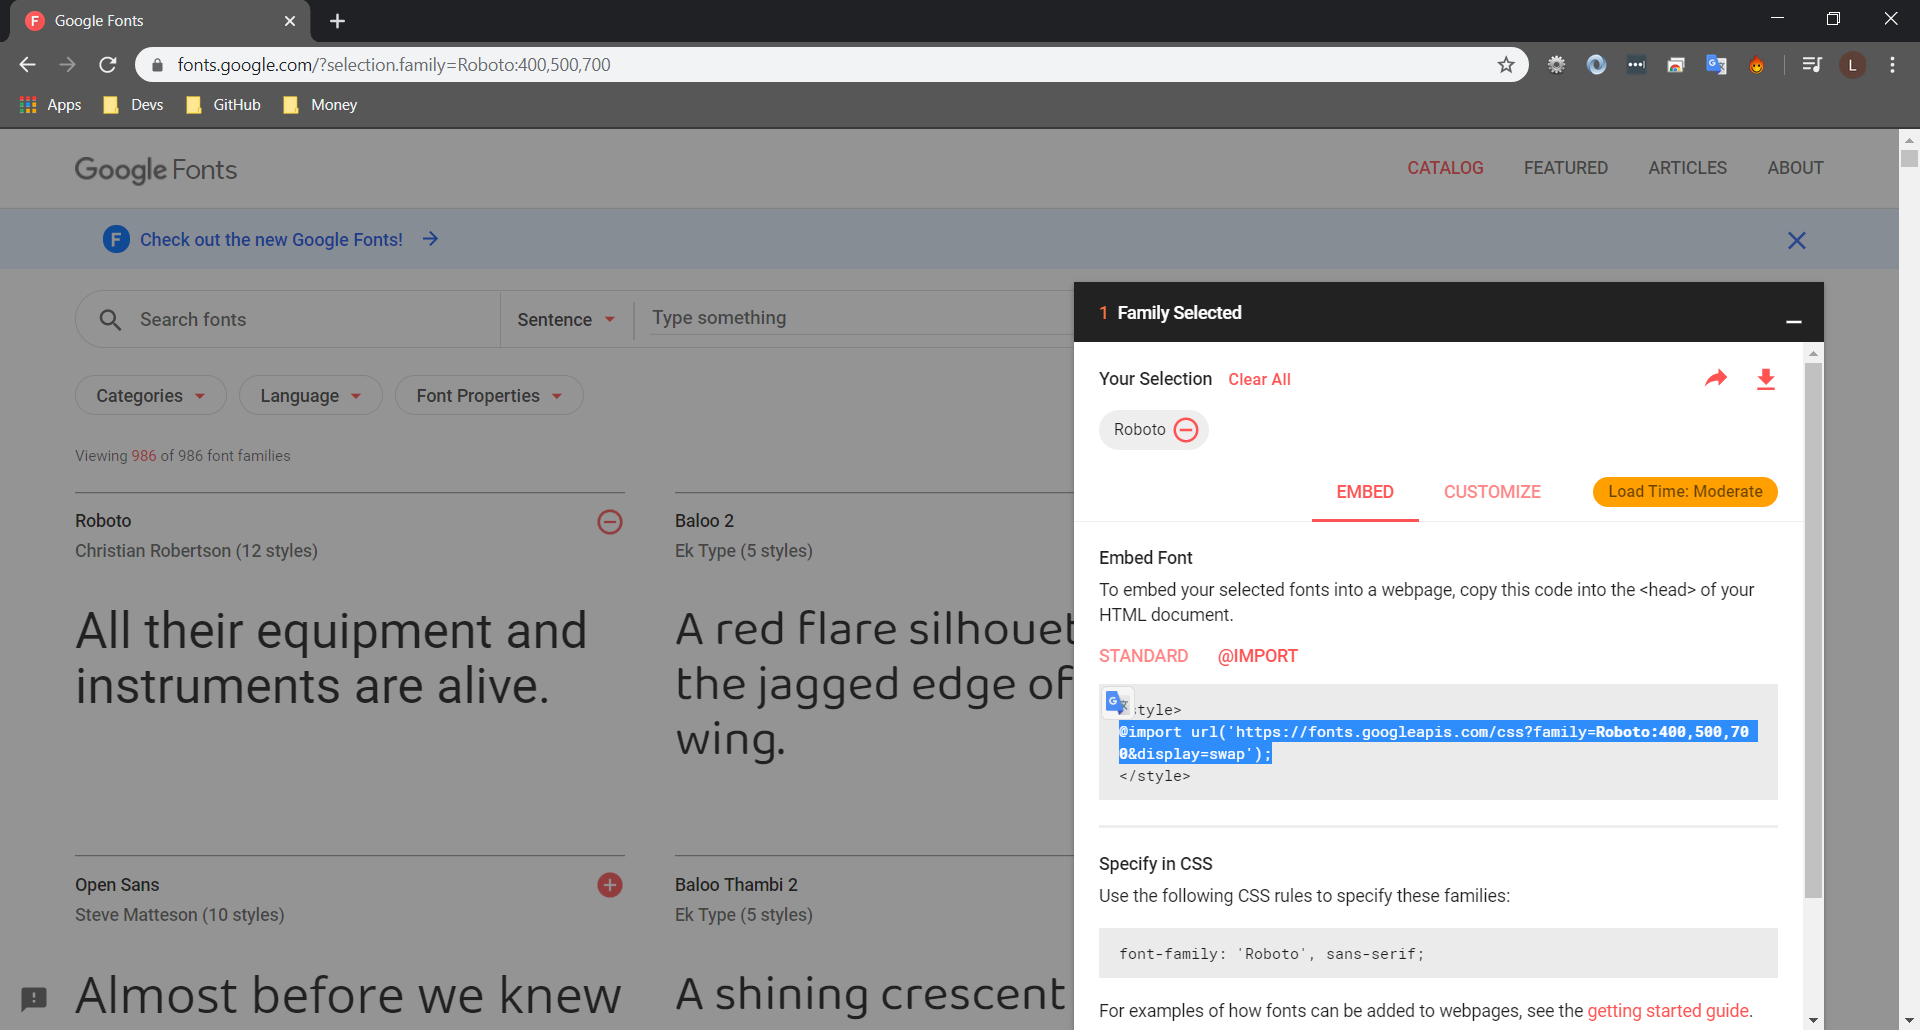 Google Fonts
fonts.google.com/?selection.family=Roboto:400,500,700
L
Apps
Devs
GitHub
Money
Google Fonts
CATALOG
FEATURED
ARTICLES
ABOUT
F Check out the new Google Fonts!
Search fonts
Sentence
Type something
Categories
Language
Font Properties
Viewing 986 of 986 font families
Roboto
Christian Robertson (12 styles)
All their equipment and
instruments are alive.
Baloo 2
Ek Type (5 styles)
A red flare silhouet
the jagged edge of
wing.
Open Sans
Steve Matteson (10 styles)
Almost before we knew
Baloo Thambi 2
Ek Type (5 styles)
A shining crescent
1 Family Selected
Your Selection Clear All
Roboto
EMBED
CUSTOMIZE
Load Time: Moderate
Embed Font
To embed your selected fonts into a webpage, copy this code into the <head> of your
HTML document.
STANDARD
@IMPORT
style>
@import url('https://fonts.googleapis.com/css?family=Roboto:400,500,70
0&display=swap');
</style>
Specify in CSS
Use the following CSS rules to specify these families:
font-family: 'Roboto', sans-serif;
For examples of how fonts can be added to webpages, see the getting started guide.